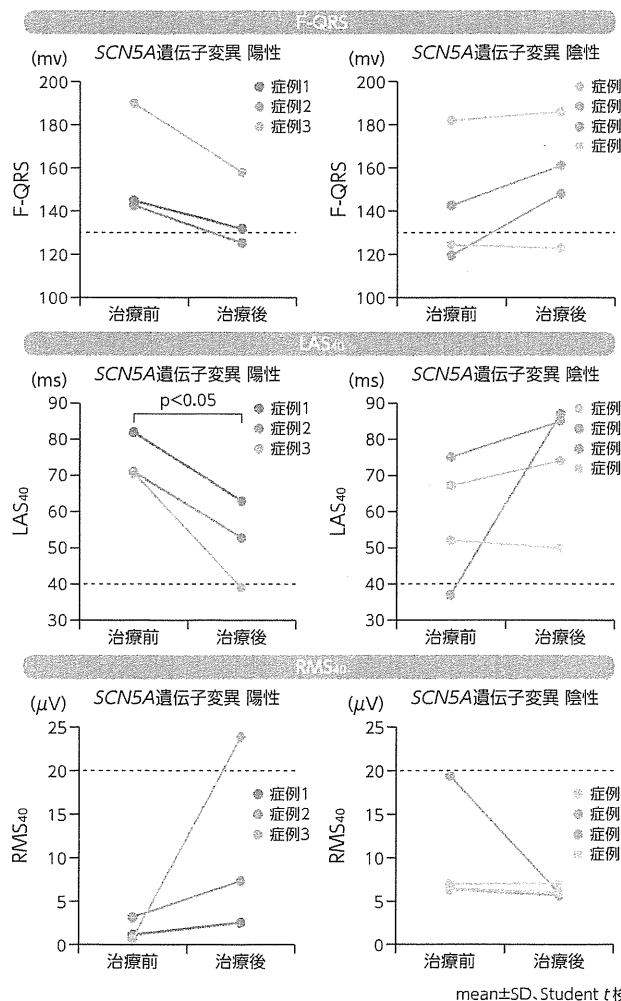 F-QRS
SCN5A遺伝子変異 陽性
(mv)
200
180
160
140
120
100
F-QRS
症例1
症例2
症例3
治療前
治療後
SCN5A遺伝子変異 陰性
(mv)
200
180
160
140
120
100
F-QRS
症例
症例
症例
症例
治療前
治療後
LAS40
SCN5A遺伝子変異 陽性
(ms)
90
80
70
60
50
40
30
LAS40
p<0.05
症例1
症例2
症例3
治療前
治療後
SCN5A遺伝子変異 陰性
(ms)
90
80
70
60
50
40
30
LAS40
症例
症例
症例
症例
治療前
治療後
RMS40
SCN5A遺伝子変異 陽性
(μV)
25
20
15
10
5
0
RMS40
症例1
症例2
症例3
治療前
治療後
SCN5A遺伝子変異 陰性
(μV)
25
20
15
10
5
0
RMS40
症例
症例
症例
症例
治療前
治療後
mean±SD、Student t